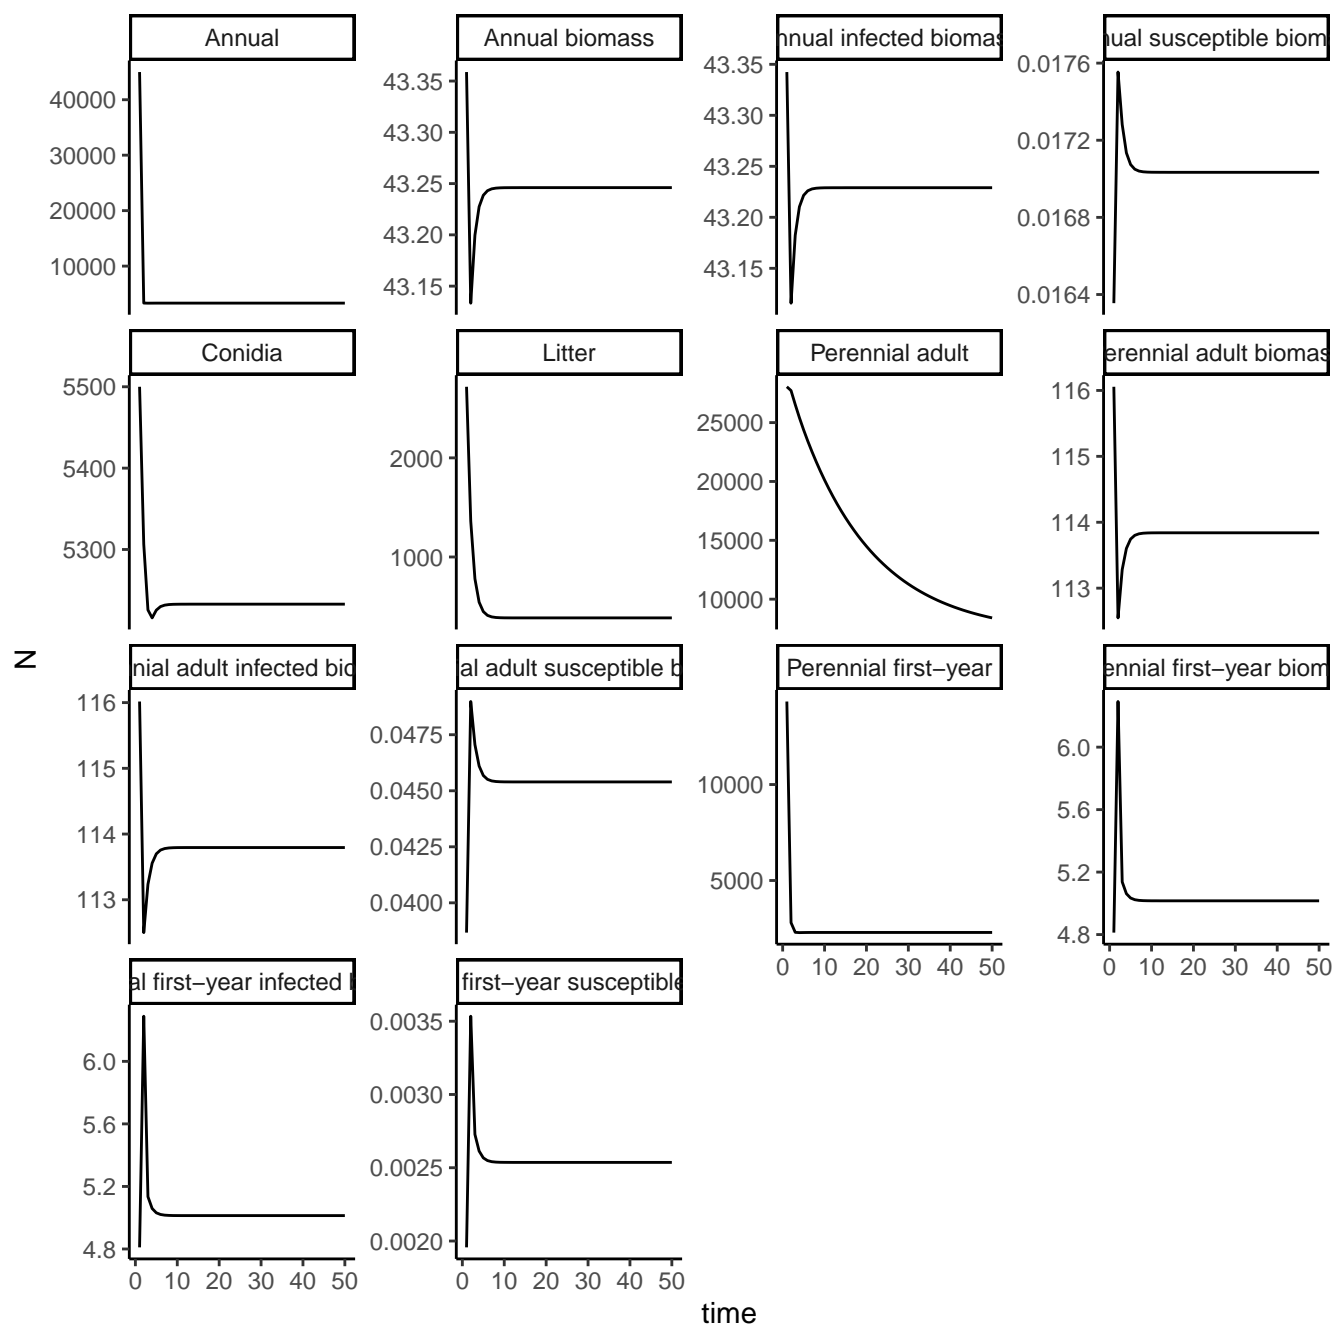 Annual
Annual biomass
nnual infected biomas
nual susceptible biom
40000
30000
20000
10000
43.35
43.30
43.25
43.20
43.15
43.35
43.30
43.25
43.20
43.15
0.0176
0.0172
0.0168
0.0164
Conidia
Litter
Perennial adult
erennial adult biomas
5500
5400
5300
2000
1000
25000
20000
15000
10000
116
115
114
113
N
nial adult infected bio
al adult susceptible b
Perennial first−year
ennial first−year biom
116
115
114
113
0.0475
0.0450
0.0425
0.0400
10000
5000
6.0
5.6
5.2
4.8
0 10 20 30 40 50
0 10 20 30 40 50
al first−year infected b
first−year susceptible
6.0
5.6
5.2
4.8
0.0035
0.0030
0.0025
0.0020
0 10 20 30 40 50
0 10 20 30 40 50
time